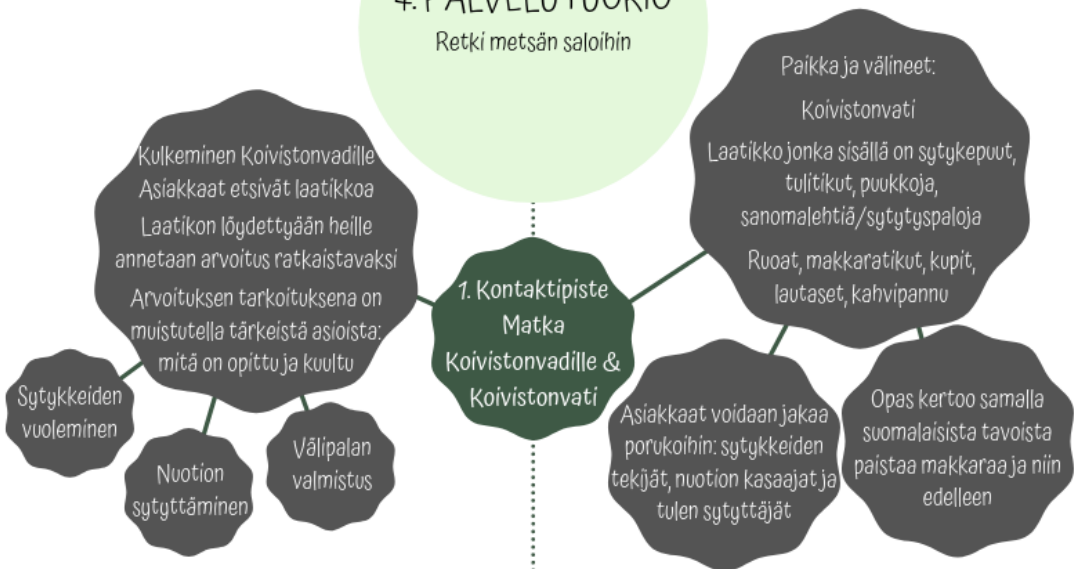 4. PALVELUTUOKIO
Retki metsän saloihin
Kulkeminen Koivistonvadille
Asiakkaat etsivät laatikkoa
Laatikon löydettyään heille
annetaan arvoitus ratkaistavaksi
Arvoituksen tarkoituksena on
muistutella tärkeistä asioista:
mitä on opittu ja kuultu
Sytykkeiden
vuoleminen
Nuotion
sytyttäminen
Välipalan
valmistus
1. Kontaktipiste
Matka
Koivistonvadille &
Koivistonvati
Paikka ja välineet:
Koivistonvati
Laatikko jonka sisällä on sytykepuut,
tulitikut, puukkoja,
sanomalehtiä/sytytyspaloja
Ruoat, makkaratikut, kupit,
lautaset, kahvipannu
Asiakkaat voidaan jakaa
porukoihin: sytykkeiden
tekijät, nuotion kasaajat ja
tulen sytyttäjät
Opas kertoo samalla
suomalaisista tavoista
paistaa makkaraa ja niin
edelleen